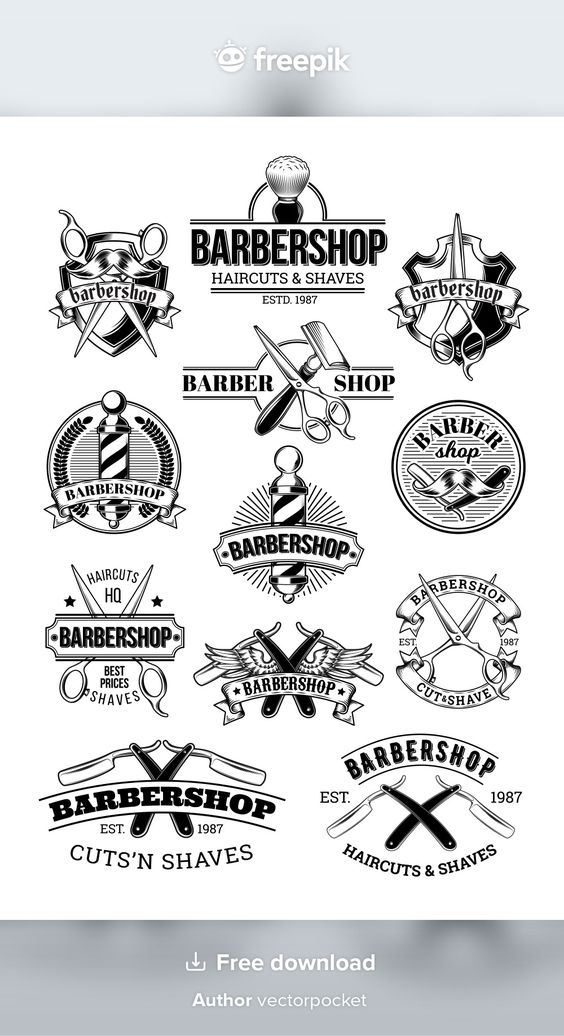 freepik
BARBERSHOP
HAIRCUTS & SHAVES
ESTD. 1987
barbershop
barbershop
BARBER SHOP
BARBERSHOP
BARBER
shop
BARBERSHOP
HAIRCUTS
HQ
BARBERSHOP
BEST
PRICES
SHAVES
BARBERSHOP
BARBERSHOP
EST. 1987
CUT&SHAVE
BARBERSHOP
EST. 1987
CUTS'N SHAVES
BARBERSHOP
EST. 1987
HAIRCUTS & SHAVES
Free download
Author vectorpocket